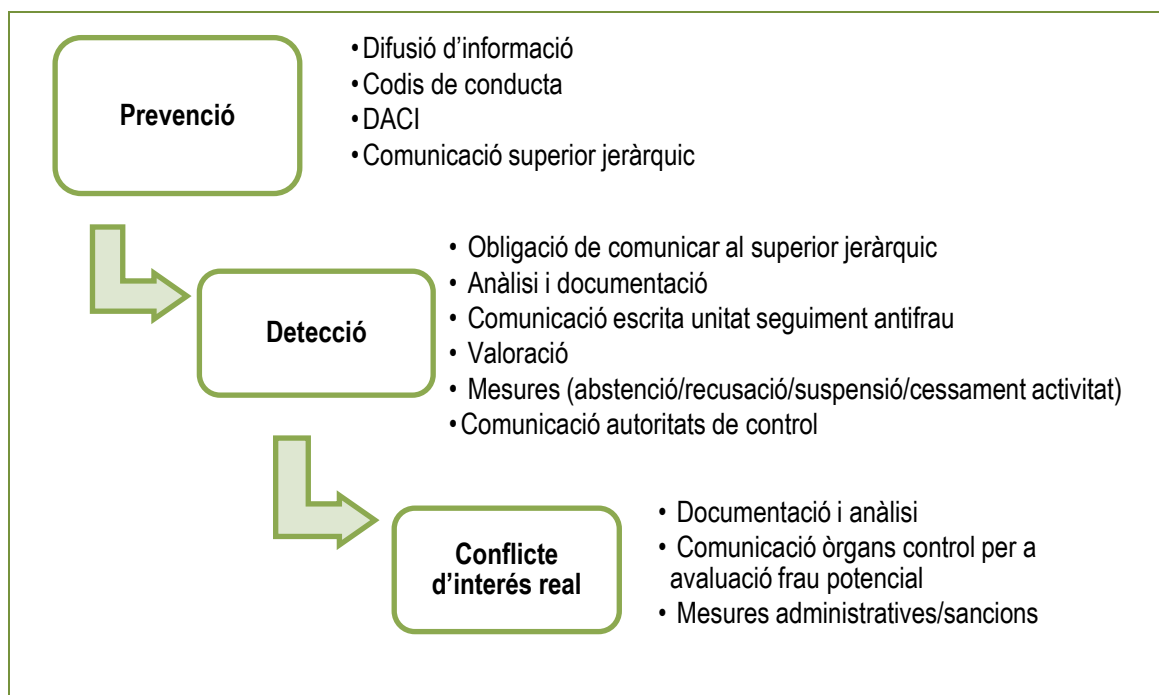 Prevenció
•Difusió d’informació
•Codis de conducta
•DACI
•Comunicació superior jeràrquic
Detecció
• Obligació de comunicar al superior jeràrquic
• Anàlisi i documentació
• Comunicació escrita unitat seguiment antifrau
• Valoració
• Mesures (abstenció/recusació/suspensió/cessament activitat)
•Comunicació autoritats de control
Conflicte
d’interés real
• Documentació i anàlisi
• Comunicació òrgans control per a
avaluació frau potencial
• Mesures administratives/sancions